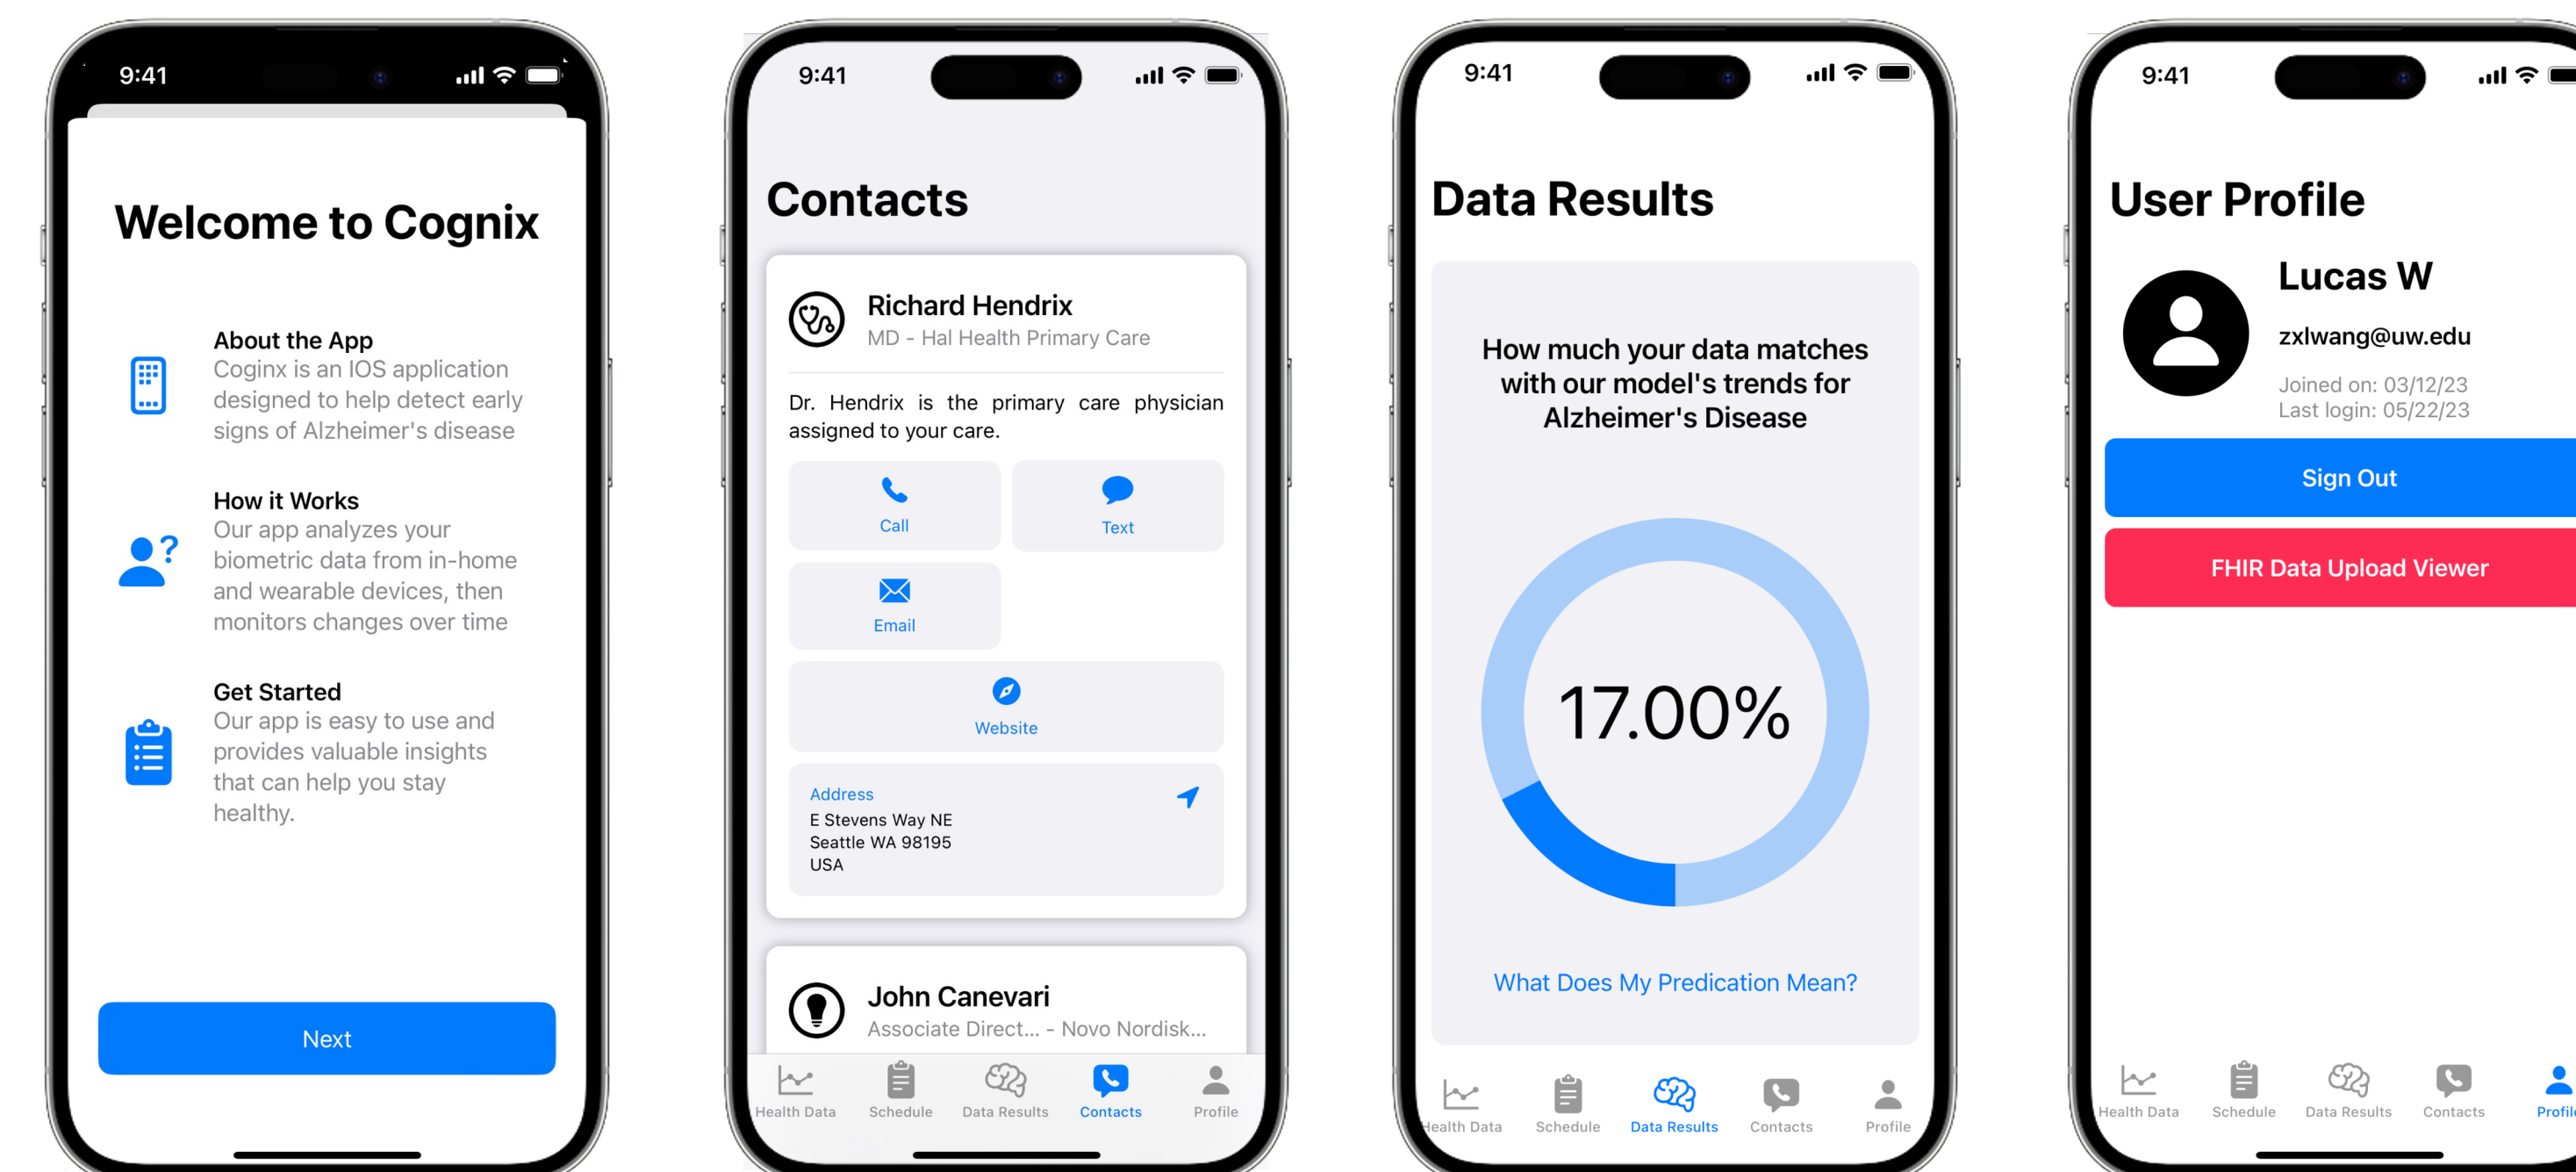 9:41
Welcome to Cognix
About the App
Coginx is an IOS application
designed to help detect early
signs of Alzheimer's disease
How it Works
Our app analyzes your
biometric data from in-home
and wearable devices, then
monitors changes over time
Get Started
Our app is easy to use and
provides valuable insights
that can help you stay
healthy.
Next
9:41
Contacts
Richard Hendrix
MD - Hal Health Primary Care
Dr. Hendrix is the primary care physician
assigned to your care.
Call
Text
Email
Website
Address
E Stevens Way NE
Seattle WA 98195
USA
John Canevari
Associate Direct... - Novo Nordisk...
Health Data Schedule Data Results Contacts Profile
9:41
Data Results
How much your data matches
with our model's trends for
Alzheimer's Disease
17.00%
What Does My Predication Mean?
Health Data Schedule Data Results Contacts Profile
9:41
User Profile
Lucas W
zxlwang@uw.edu
Joined on: 03/12/23
Last login: 05/22/23
Sign Out
FHIR Data Upload Viewer
Health Data Schedule Data Results Contacts Profile